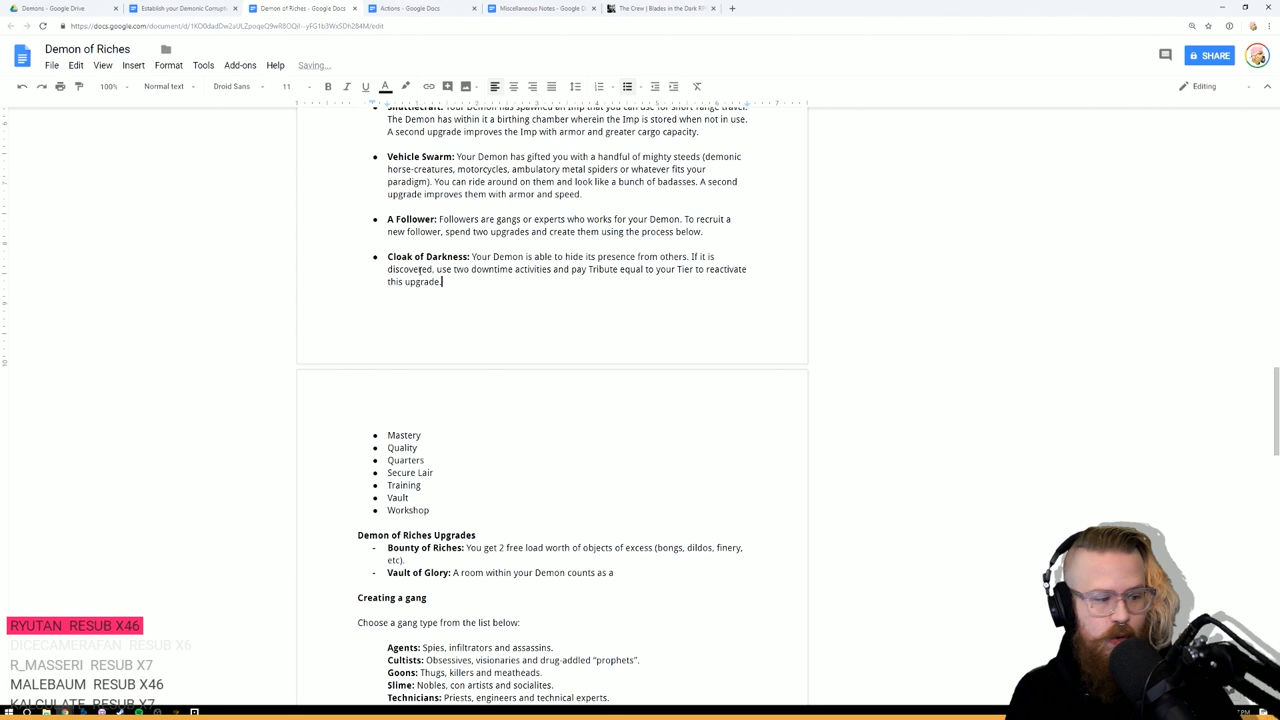 Demons - Google Drive
Establish your Demonic Corrupti
Demon of Riches - Google Docs
Actions - Google Docs
Miscellaneous Notes - Google D
The Crew | Blades in the Dark RP
Demon of Riches
File Edit View Insert Format Tools Add-ons Help Saving...
SHARE
100% Normal text Droid Sans 11 Editing
The Demon has within it a birthing chamber wherein the Imp is stored when not in use.
A second upgrade improves the Imp with armor and greater cargo capacity.
● Vehicle Swarm: Your Demon has gifted you with a handful of mighty steeds (demonic
horse-creatures, motorcycles, ambulatory metal spiders or whatever fits your
paradigm). You can ride around on them and look like a bunch of badasses. A second
upgrade improves them with armor and speed.
● A Follower: Followers are gangs or experts who works for your Demon. To recruit a
new follower, spend two upgrades and create them using the process below.
● Cloak of Darkness: Your Demon is able to hide its presence from others. If it is
discovered, use two downtime activities and pay Tribute equal to your Tier to reactivate
this upgrade.
● Mastery
● Quality
● Quarters
● Secure Lair
● Training
● Vault
● Workshop
Demon of Riches Upgrades
- Bounty of Riches: You get 2 free load worth of objects of excess (bongs, dildos, finery,
etc).
- Vault of Glory: A room within your Demon counts as a
Creating a gang
Choose a gang type from the list below:
Agents: Spies, infiltrators and assassins.
Cultists: Obsessives, visionaries and drug-addled "prophets".
Goons: Thugs, killers and meatheads.
Slime: Nobles, con artists and socialites.
Technicians: Priests, engineers and technical experts.
RYUTAN RESUB X46
DICECAMERAFAN RESUB X6
R_MASSERI RESUB X7
MALEBAUM RESUB X46
KALCULATE RESUB X7